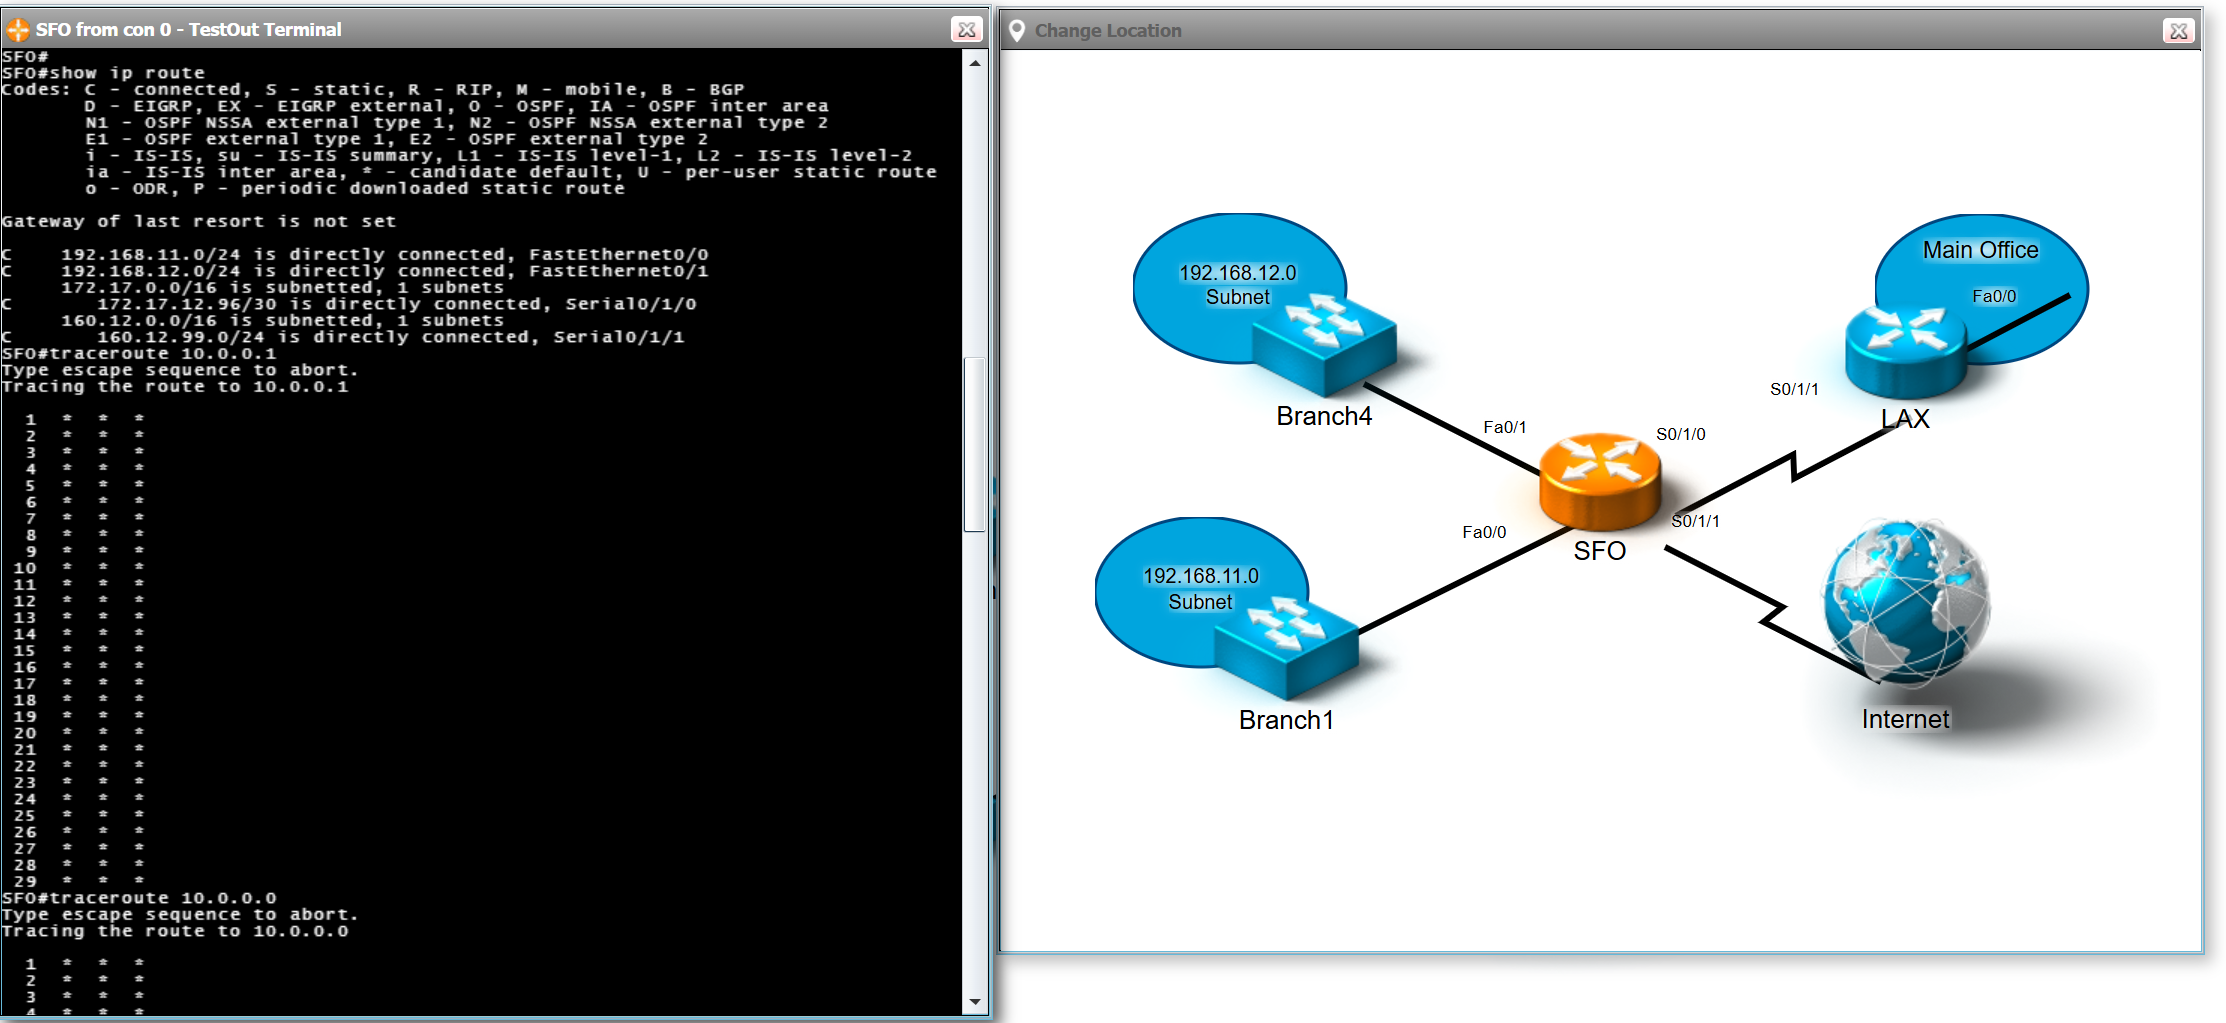 SFO from con 0 - TestOut Terminal
SFO#
SFO#show ip route
Codes: C - connected, S - static, R - RIP, M - mobile, B - BGP
D - EIGRP, EX - EIGRP external, O - OSPF, IA - OSPF inter area
N1 - OSPF NSSA external type 1, N2 - OSPF NSSA external type 2
E1 - OSPF external type 1, E2 - OSPF external type 2
i - IS-IS, su - IS-IS summary, L1 - IS-IS level-1, L2 - IS-IS level-2
ia - IS-IS inter area, * - candidate default, U - per-user static route
o - ODR, P - periodic downloaded static route
Gateway of last resort is not set
C 192.168.11.0/24 is directly connected, FastEthernet0/0
C 192.168.12.0/24 is directly connected, FastEthernet0/1
172.17.0.0/16 is subnetted, 1 subnets
C 172.17.12.96/30 is directly connected, Serial0/1/0
160.12.0.0/16 is subnetted, 1 subnets
C 160.12.99.0/24 is directly connected, Serial0/1/1
SFO#traceroute 10.0.0.1
Type escape sequence to abort.
Tracing the route to 10.0.0.1
1 * * *
2 * * *
3 * * *
4 * * *
5 * * *
6 * * *
7 * * *
8 * * *
9 * * *
10 * * *
11 * * *
12 * * *
13 * * *
14 * * *
15 * * *
16 * * *
17 * * *
18 * * *
19 * * *
20 * * *
21 * * *
22 * * *
23 * * *
24 * * *
25 * * *
26 * * *
27 * * *
28 * * *
29 * * *
SFO#traceroute 10.0.0.0
Type escape sequence to abort.
Tracing the route to 10.0.0.0
1 * * *
2 * * *
3 * * *
4 * * *
Change Location
192.168.12.0
Subnet
Branch4
Main Office
Fa0/0
S0/1/1
LAX
Fa0/1
S0/1/0
Fa0/0
S0/1/1
SFO
192.168.11.0
Subnet
Branch1
Internet